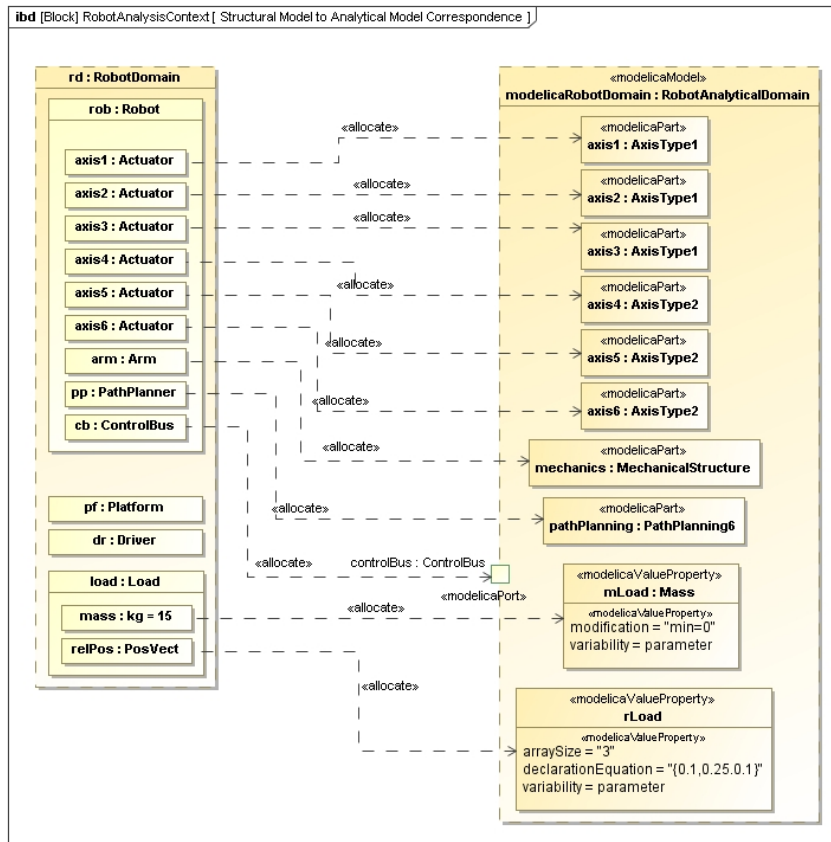 ibd [Block] RobotAnalysisContext [ Structural Model to Analytical Model Correspondence ]
rd : RobotDomain
rob : Robot
axis1 : Actuator
axis2 : Actuator
axis3 : Actuator
axis4 : Actuator
axis5 : Actuator
axis6 : Actuator
arm : Arm
pp : PathPlanner
cb : ControlBus
pf : Platform
dr : Driver
load : Load
mass : kg = 15
relPos : PosVect
«allocate»
«allocate»
«allocate»
«allocate»
«allocate»
«allocate»
«allocate»
«allocate»
«allocate»
«allocate»
«allocate»
«modelicaModel»
modelicaRobotDomain : RobotAnalyticalDomain
«modelicaPart»
axis1 : AxisType1
«modelicaPart»
axis2 : AxisType1
«modelicaPart»
axis3 : AxisType1
«modelicaPart»
axis4 : AxisType2
«modelicaPart»
axis5 : AxisType2
«modelicaPart»
axis6 : AxisType2
«modelicaPart»
mechanics : MechanicalStructure
«modelicaPart»
pathPlanning : PathPlanning6
controlBus : ControlBus
«modelicaPort»
«modelicaValueProperty»
mLoad : Mass
«modelicaValueProperty»
modification = "min=0"
variability = parameter
«modelicaValueProperty»
rLoad
«modelicaValueProperty»
arraySize = "3"
declarationEquation = "{0.1,0.25.0.1}"
variability = parameter